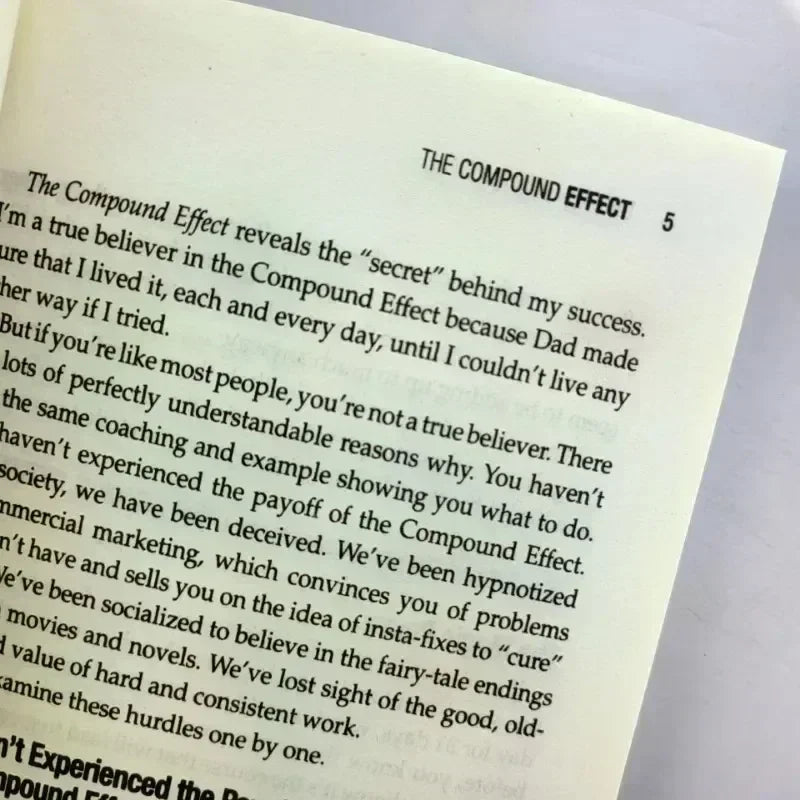 THE COMPOUND EFFECT 5
The Compound Effect reveals the “secret” behind my success.
I’m a true believer in the Compound Effect because Dad made
ure that I lived it, each and every day, until I couldn’t live any
her way if I tried.
But if you’re like most people, you’re not a true believer. There
lots of perfectly understandable reasons why. You haven’t
the same coaching and example showing you what to do.
haven’t experienced the payoff of the Compound Effect.
society, we have been deceived. We’ve been hypnotized
mmercial marketing, which convinces you of problems
n’t have and sells you on the idea of insta-fixes to “cure”
We’ve been socialized to believe in the fairy-tale endings
movies and novels. We’ve lost sight of the good, old-
d value of hard and consistent work.
xamine these hurdles one by one.
n’t Experienced the